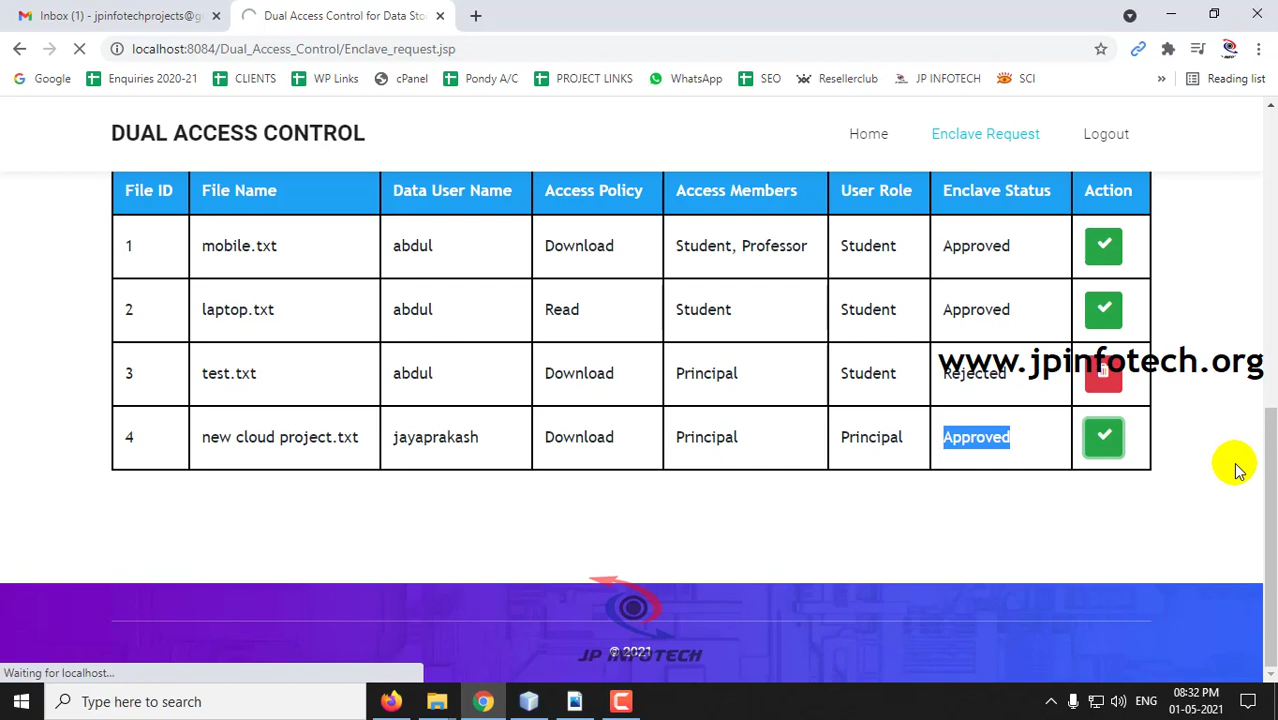 Inbox (1) - jpinfotechprojects@g
Dual Access Control for Data Sto
localhost:8084/Dual_Access_Control/Enclave_request.jsp
Google Enquiries 2020-21 CLIENTS WP Links cPanel Pondy A/C PROJECT LINKS WhatsApp SEO Resellerclub JP INFOTECH SCI » Reading list
DUAL ACCESS CONTROL Home Enclave Request Logout
File ID File Name Data User Name Access Policy Access Members User Role Enclave Status Action
1 mobile.txt abdul Download Student, Professor Student Approved
2 laptop.txt abdul Read Student Student Approved
www.jpinfotech.org
3 test.txt abdul Download Principal Student Rejected
4 new cloud project.txt jayaprakash Download Principal Principal Approved
© 2021
JP INFOTECH
Waiting for localhost...
Type here to search
ENG
08:32 PM
01-05-2021